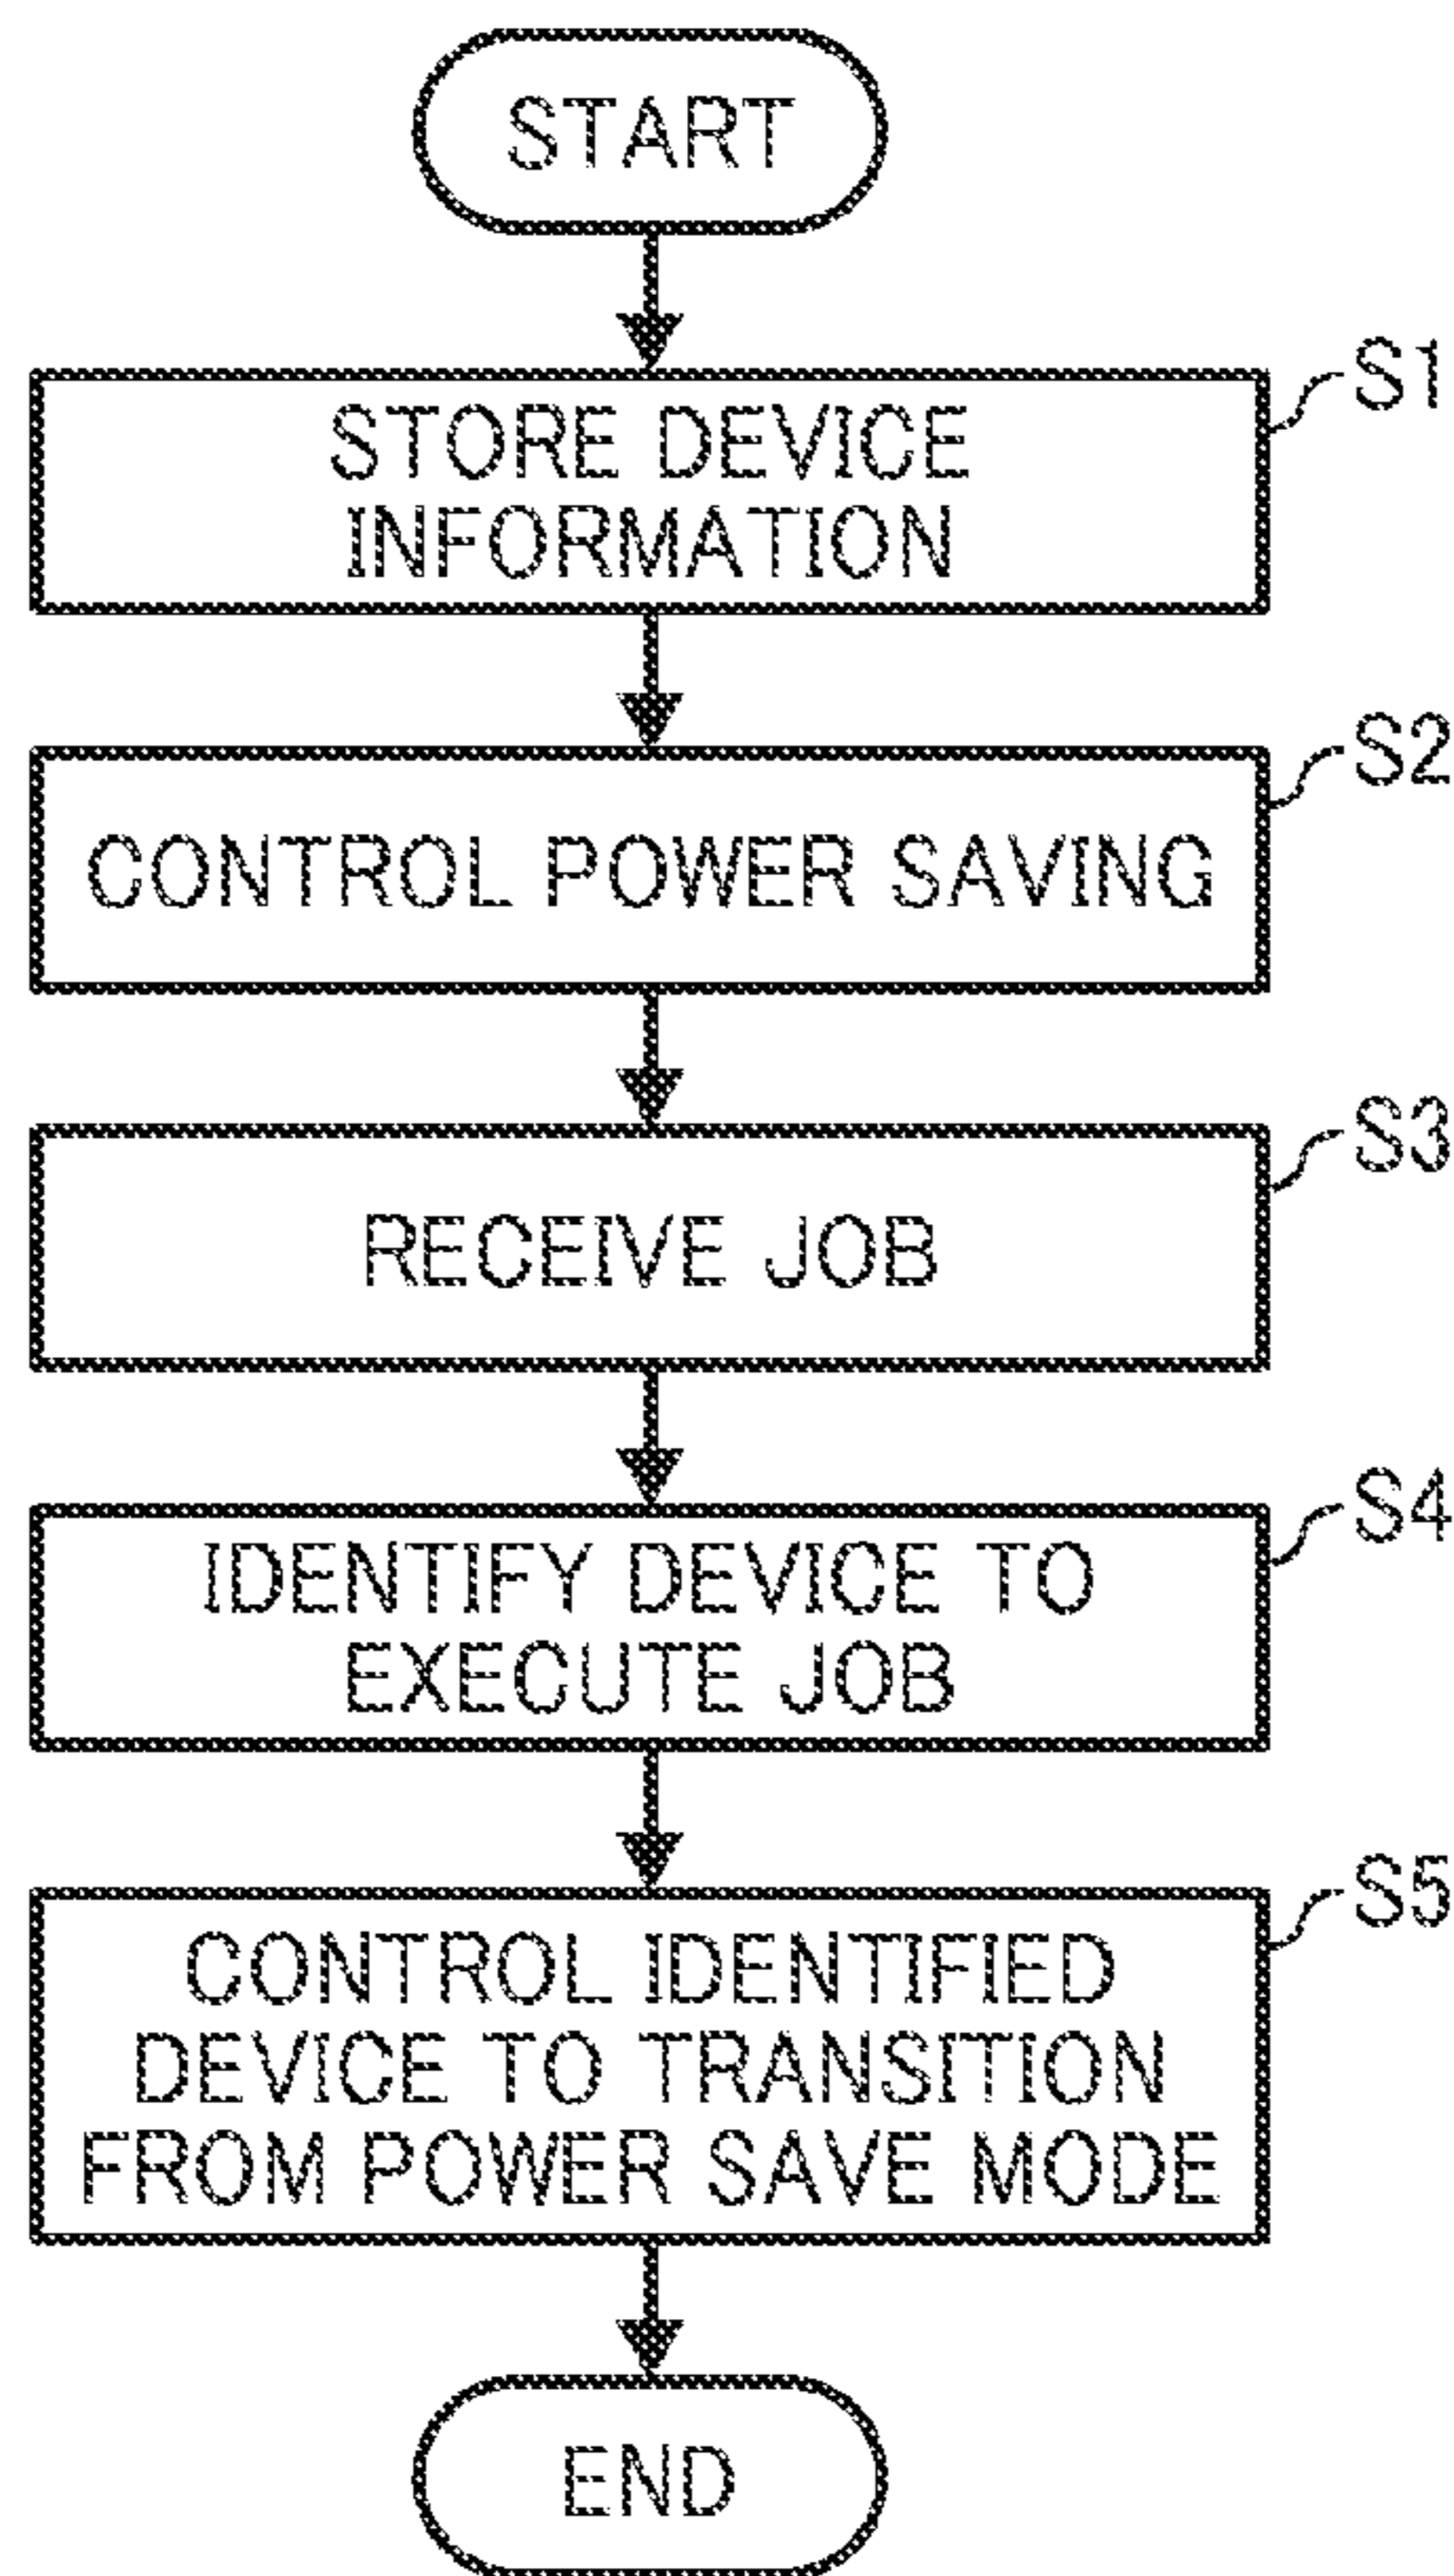 START
S1
STORE DEVICE
INFORMATION
S2
CONTROL POWER SAVING
S3
RECEIVE JOB
S4
IDENTIFY DEVICE TO
EXECUTE JOB
S5
CONTROL IDENTIFIED
DEVICE TO TRANSITION
FROM POWER SAVE MODE
END